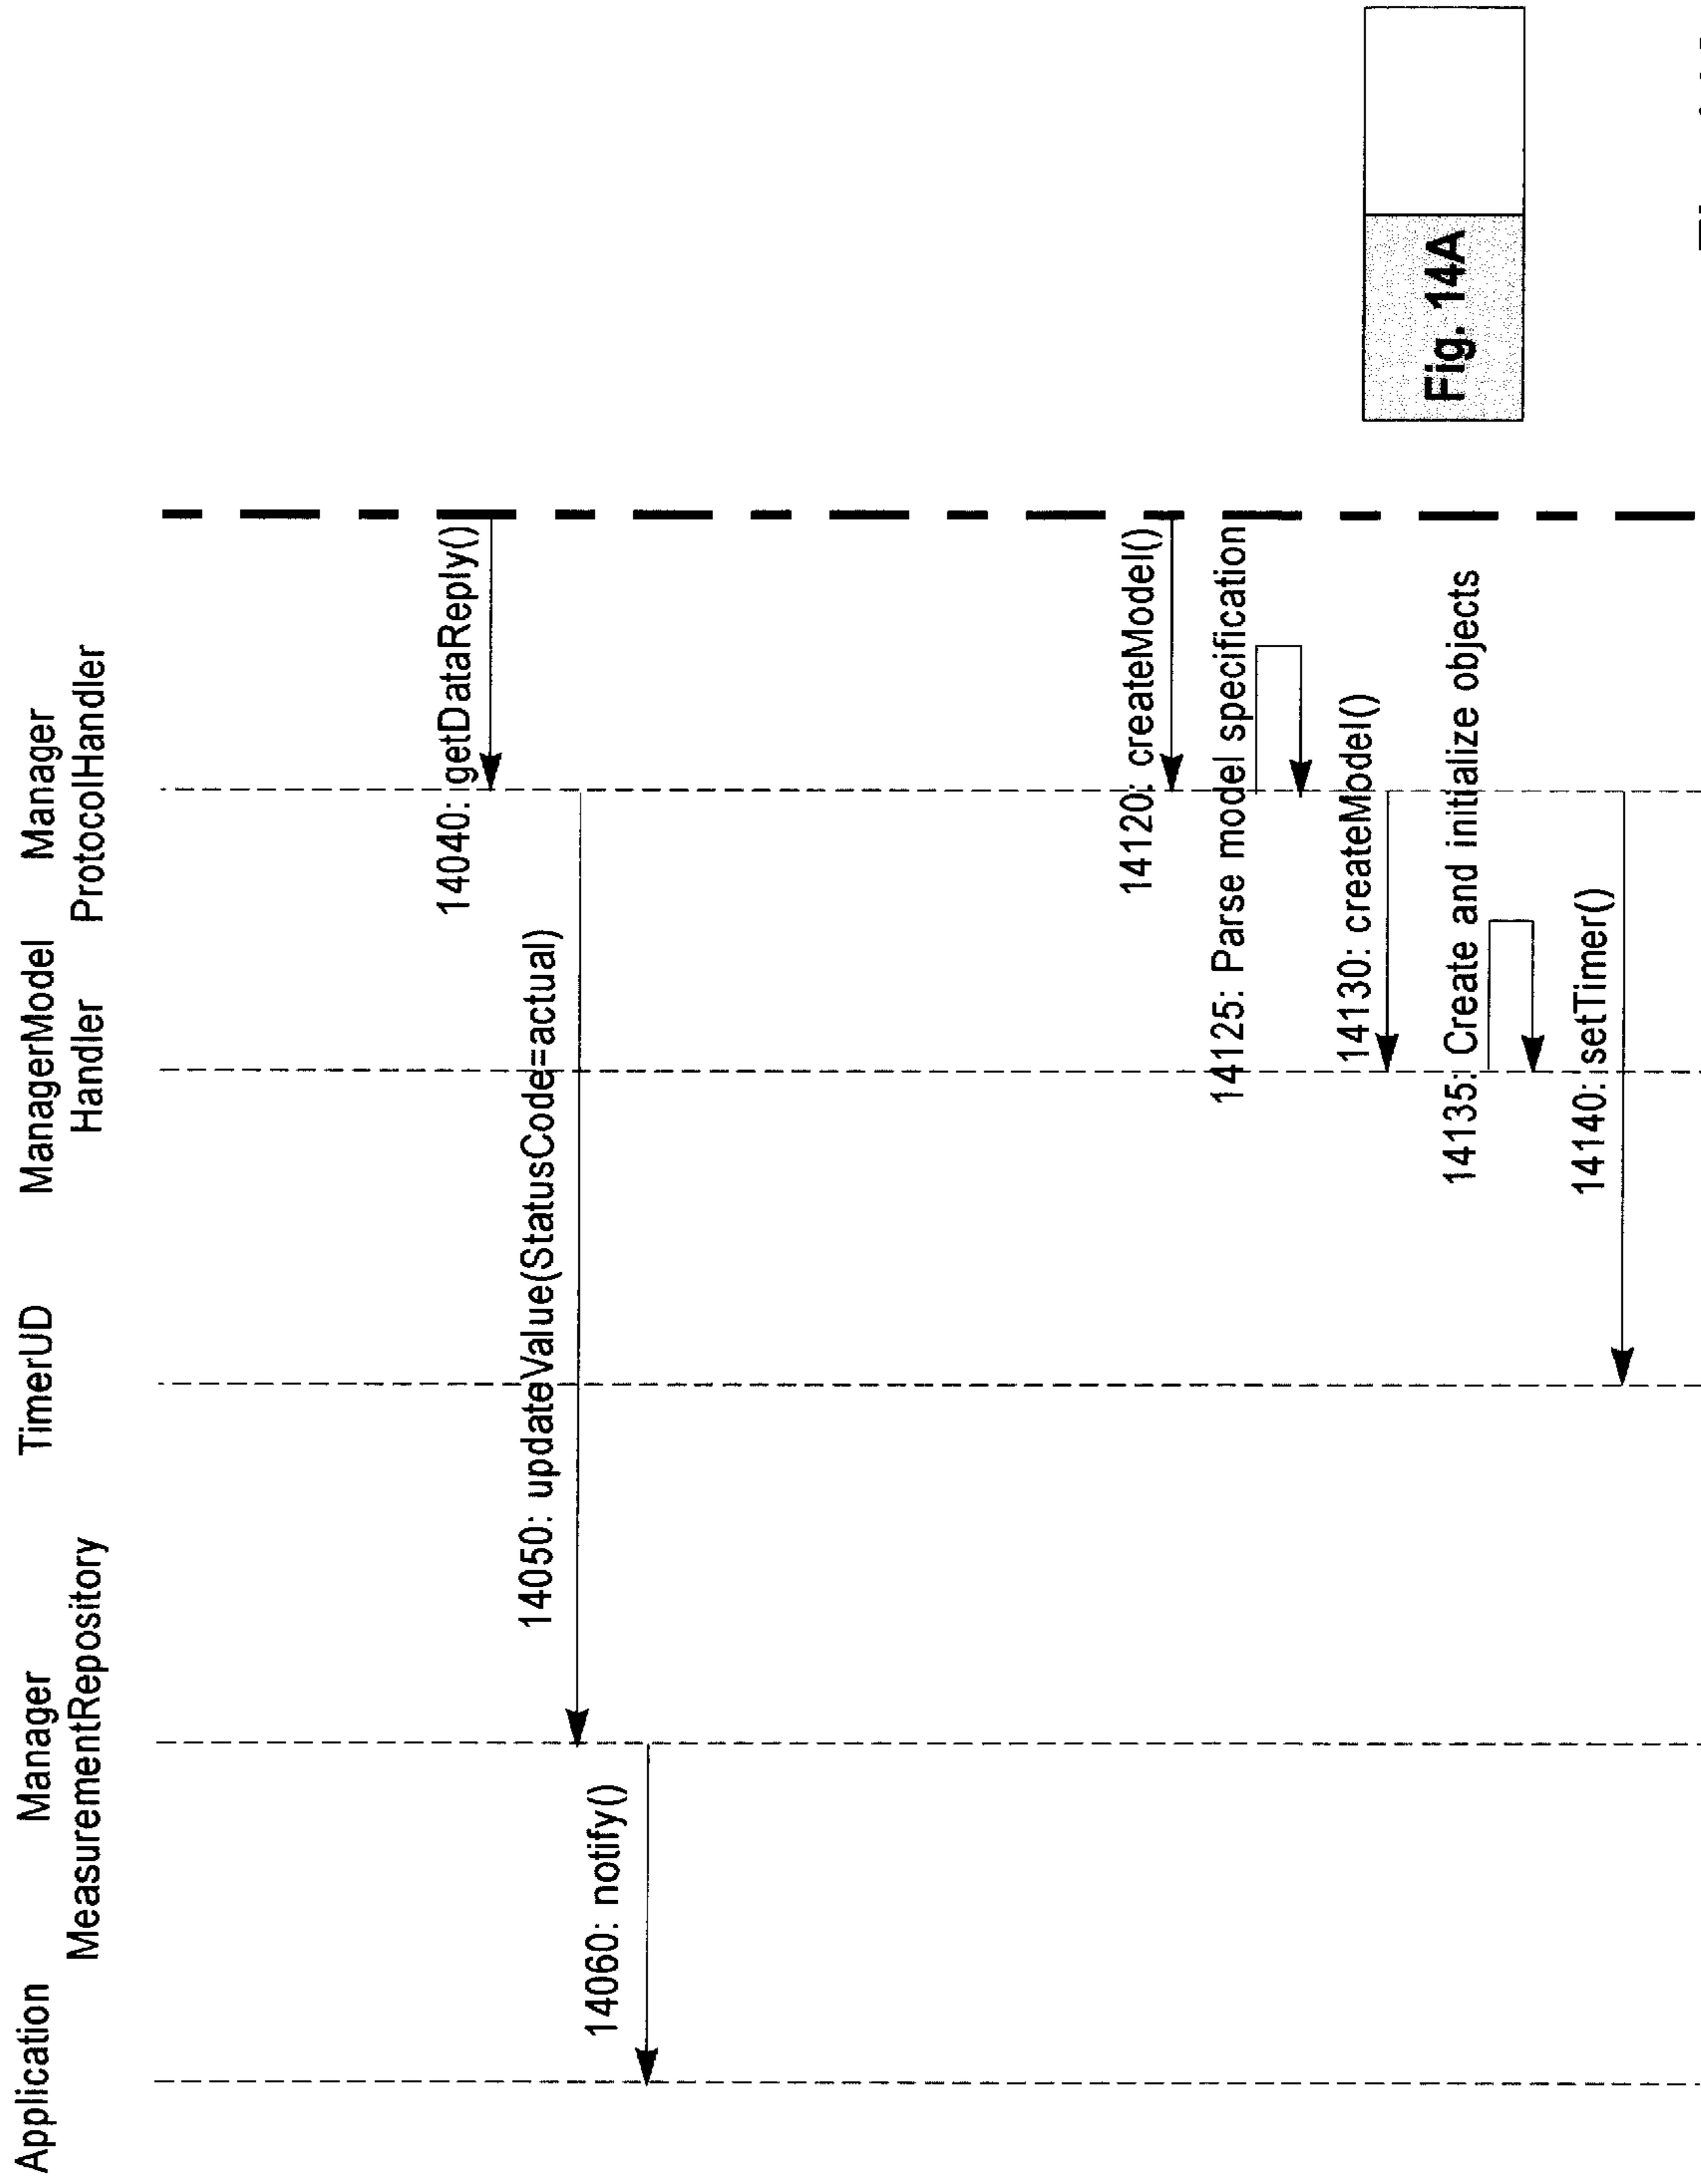 Application
Manager
MeasurementRepository
TimerUD
ManagerModel
Handler
Manager
ProtocolHandler
14040: getDataReply()
14050: updateValue(StatusCode=actual)
14060: notify()
14120: createModel()
14125: Parse model specification
14130: createModel()
14135: Create and initialize objects
14140: setTimer()
Fig. 14A